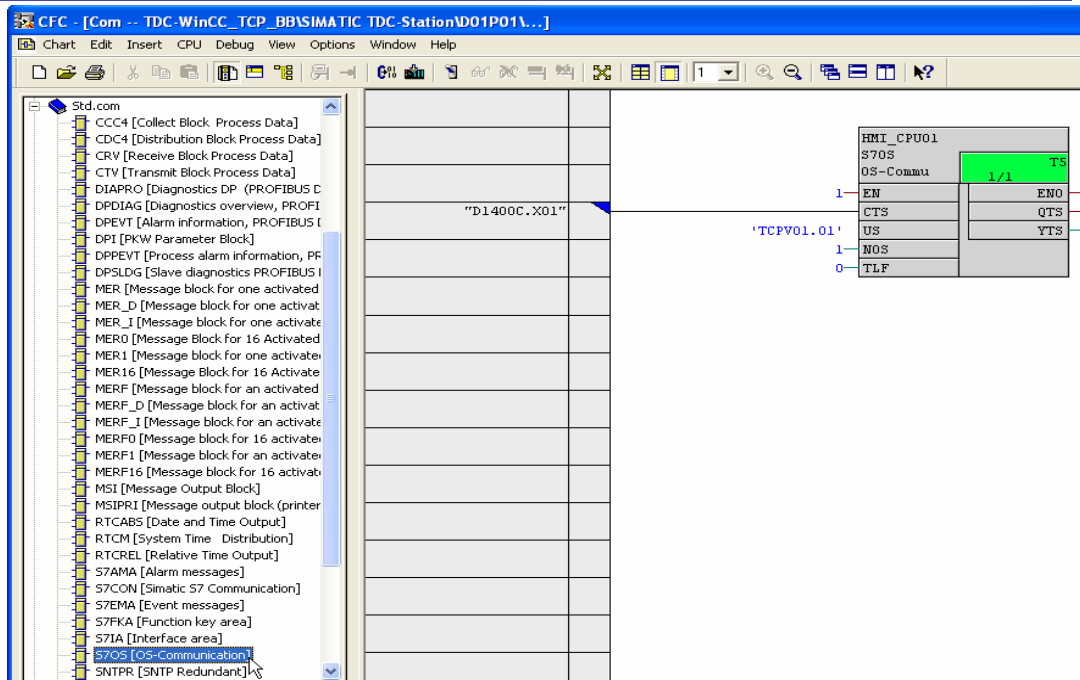 CFC - [Com -- TDC-WinCC_TCP_BB\SIMATIC TDC-Station\D01P01\...]
Chart Edit Insert CPU Debug View Options Window Help
1
Std.com
CCC4 [Collect Block Process Data]
CDC4 [Distribution Block Process Data]
CRV [Receive Block Process Data]
CTV [Transmit Block Process Data]
DIAPRO [Diagnostics DP (PROFIBUS D
DPDIAG [Diagnostics overview, PROFI
DPEVT [Alarm information, PROFIBUS [
DPI [PKW Parameter Block]
DPPEVT [Process alarm information, PR
DPSLDG [Slave diagnostics PROFIBUS
MER [Message block for one activated
MER_D [Message block for one activat
MER_I [Message block for one activate
MER0 [Message Block for 16 Activated
MER1 [Message block for one activate
MER16 [Message Block for 16 Activate
MERF [Message block for an activated
MERF_D [Message block for an activat
MERF_I [Message block for an activate
MERF0 [Message block for 16 activate
MERF1 [Message block for an activate
MERF16 [Message block for 16 activat
MSI [Message Output Block]
MSIPRI [Message output block (printer
RTCABS [Date and Time Output]
RTCM [System Time Distribution]
RTCREL [Relative Time Output]
S7AMA [Alarm messages]
S7CON [Simatic S7 Communication]
S7EMA [Event messages]
S7FKA [Function key area]
S7IA [Interface area]
S7OS [OS-Communication]
SNTPR [SNTP Redundant]
"D1400C.X01"
HMI_CPU01
S7OS
OS-Commu
T5
1/1
1 EN ENO
CTS QTS
'TCPV01.01' US YTS
1 NOS
0 TLF